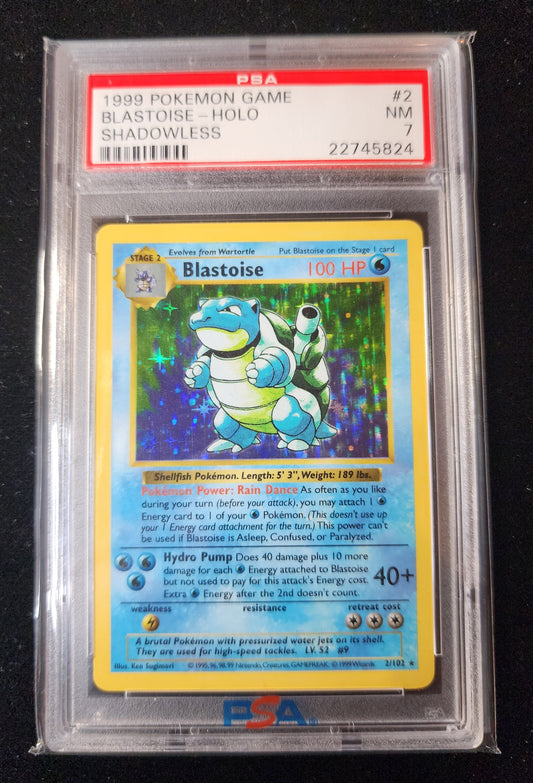 PSA
1999 POKEMON GAME #2
BLASTOISE-HOLO NM
SHADOWLESS 7
22745824
STAGE 2 Evolves from Wartortle Put Blastoise on the Stage 1 card
Blastoise 100 HP
Shellfish Pokémon. Length: 5' 3", Weight: 189 lbs.
Pokémon Power: Rain Dance As often as you like
during your turn (before your attack), you may attach 1
Energy card to 1 of your Pokémon. (This doesn't use up
your 1 Energy card attachment for the turn.) This power can't
be used if Blastoise is Asleep, Confused, or Paralyzed.
Hydro Pump Does 40 damage plus 10 more
damage for each Energy attached to Blastoise
but not used to pay for this attack's Energy cost.
Extra Energy after the 2nd doesn't count.
40+
weakness resistance retreat cost
A brutal Pokémon with pressurized water jets on its shell.
They are used for high-speed tackles. LV. 52 #9
Illus. Ken Sugimori © 1995, 96, 98, 99 Nintendo, Creatures, GAMEFREAK. © 1999 Wizards. 2/102
PSA